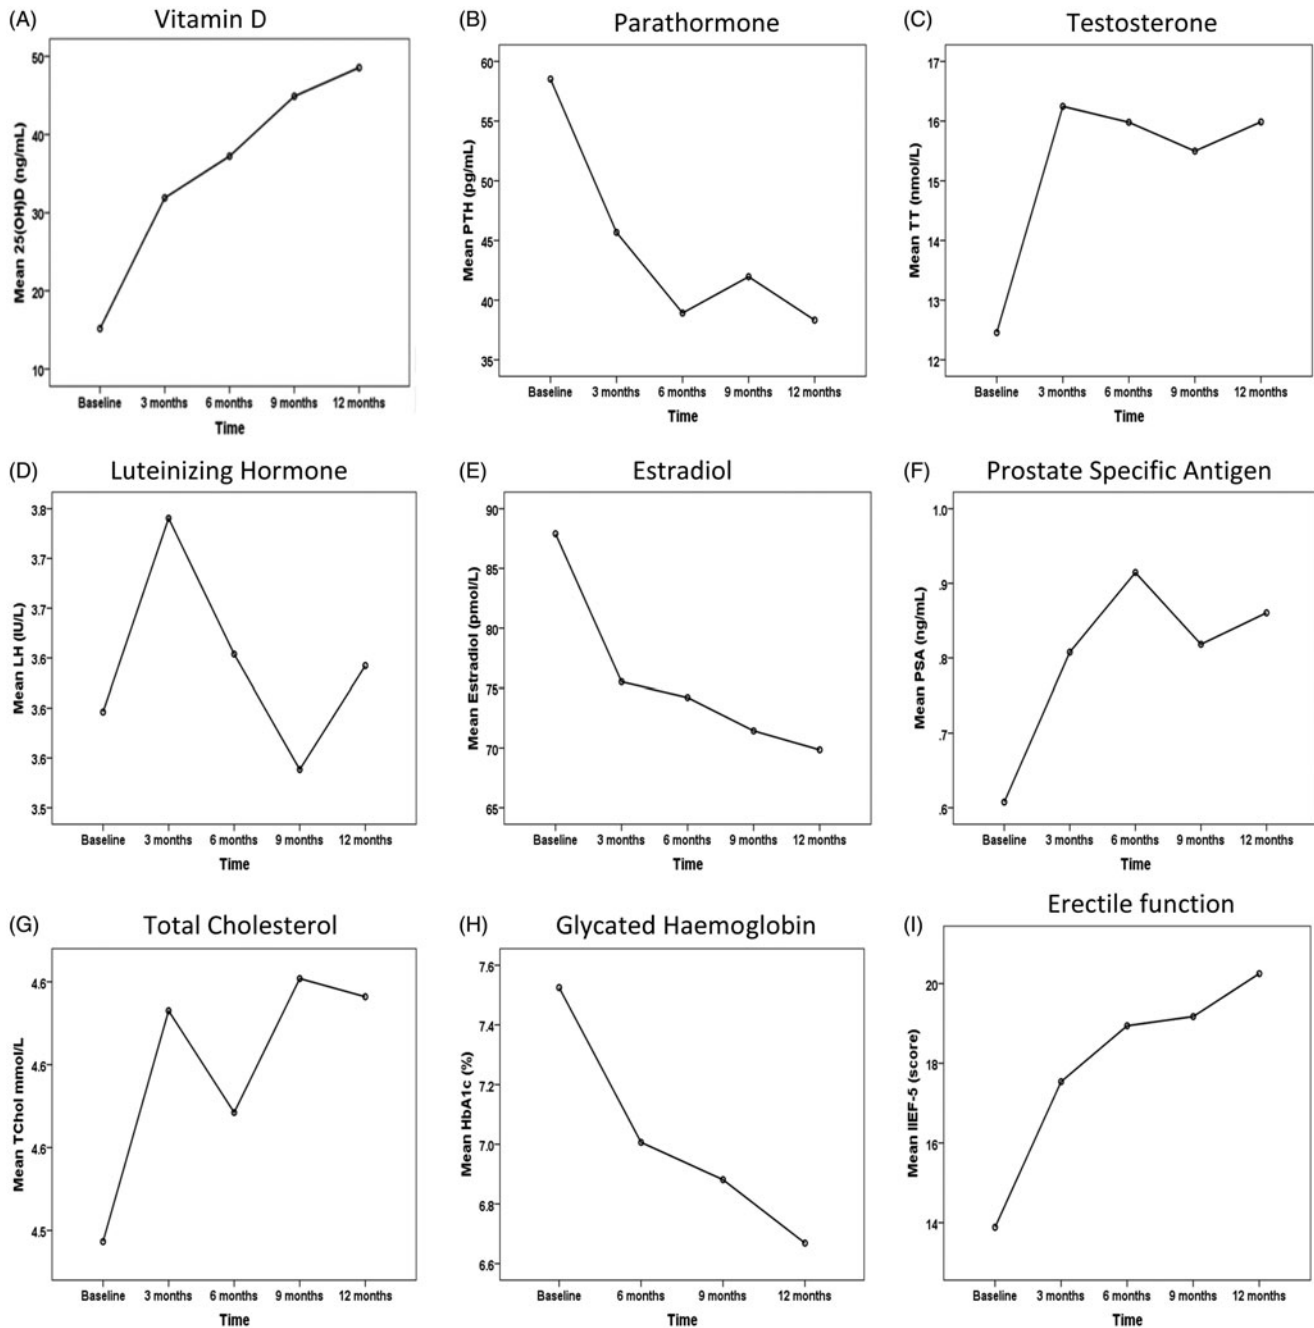 (A) Vitamin D
Mean 25(OH)D (ng/mL)
50
40
30
20
10
Baseline 3 months 6 months 9 months 12 months
Time
(B) Parathormone
Mean PTH (pg/mL)
60
55
50
45
40
35
Baseline 3 months 6 months 9 months 12 months
Time
(C) Testosterone
Mean TT (nmol/L)
17
16
15
14
13
12
Baseline 3 months 6 months 9 months 12 months
Time
(D) Luteinizing Hormone
Mean LH (IU/L)
3.8
3.7
3.7
3.6
3.6
3.6
3.5
Baseline 3 months 6 months 9 months 12 months
Time
(E) Estradiol
Mean Estradiol (pmol/L)
90
85
80
75
70
65
Baseline 3 months 6 months 9 months 12 months
Time
(F) Prostate Specific Antigen
Mean PSA (ng/mL)
1.0
.9
.8
.7
.6
Baseline 3 months 6 months 9 months 12 months
Time
(G) Total Cholesterol
Mean TChol mmol/L
4.6
4.6
4.6
4.5
Baseline 3 months 6 months 9 months 12 months
Time
(H) Glycated Haemoglobin
Mean HbA1c (%)
7.6
7.4
7.2
7.0
6.8
6.6
Baseline 6 months 9 months 12 months
Time
(I) Erectile function
Mean IIEF-5 (score)
20
18
16
14
Baseline 3 months 6 months 9 months 12 months
Time